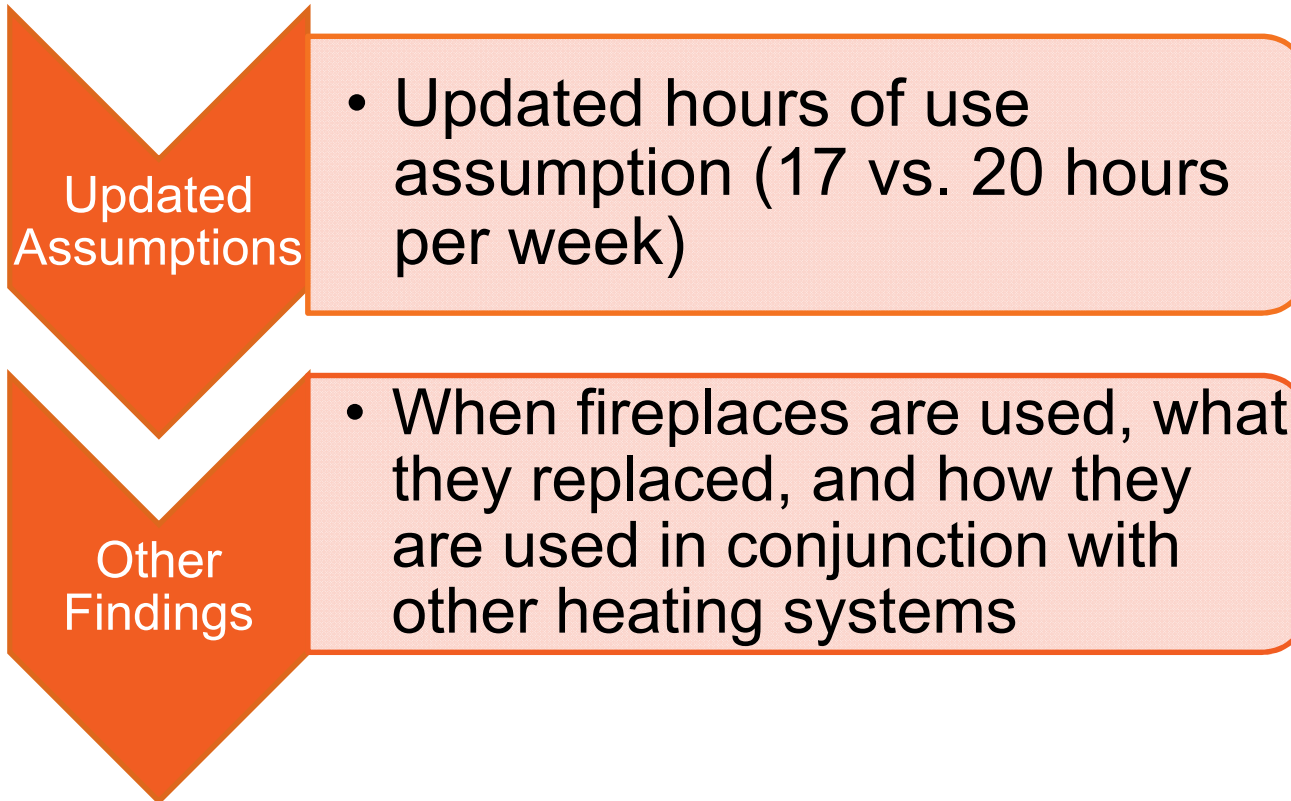 Updated
Assumptions
• Updated hours of use
assumption (17 vs. 20 hours
per week)
Other
Findings
• When fireplaces are used, what
they replaced, and how they
are used in conjunction with
other heating systems